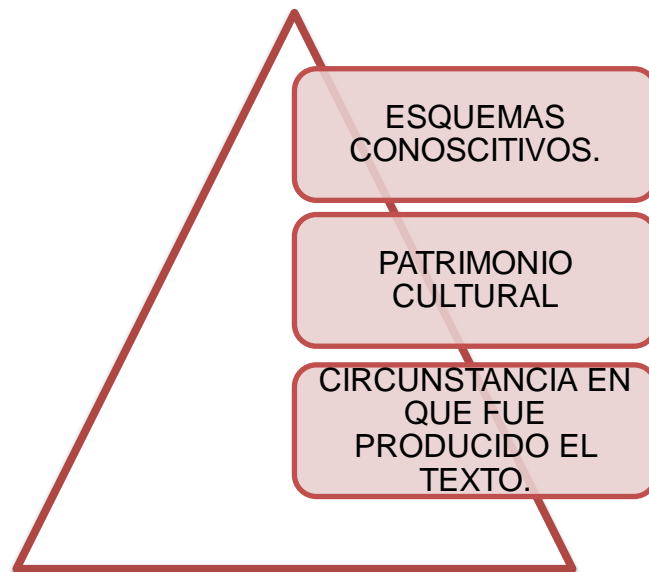 ESQUEMAS
CONOSCITIVOS.
PATRIMONIO
CULTURAL
CIRCUNSTANCIA EN
QUE FUE
PRODUCIDO EL
TEXTO.